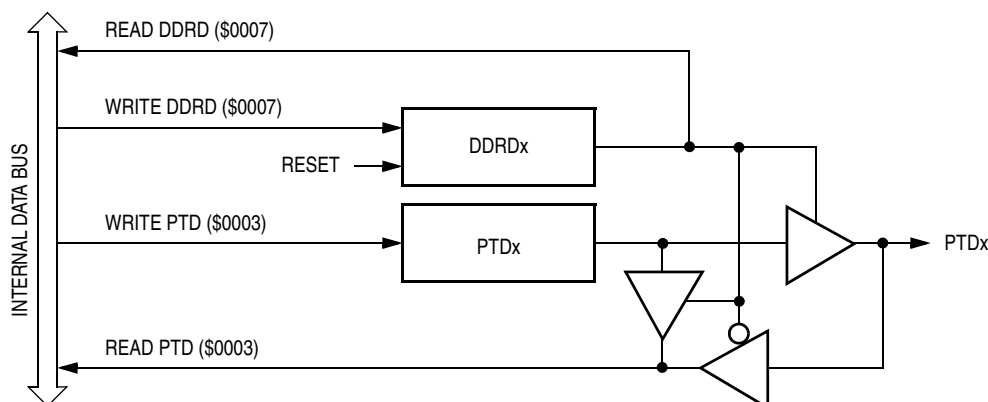 READ DDRD ($0007)
WRITE DDRD ($0007)
DDRDx
RESET
INTERNAL DATA BUS
WRITE PTD ($0003)
PTDx
PTDx
READ PTD ($0003)